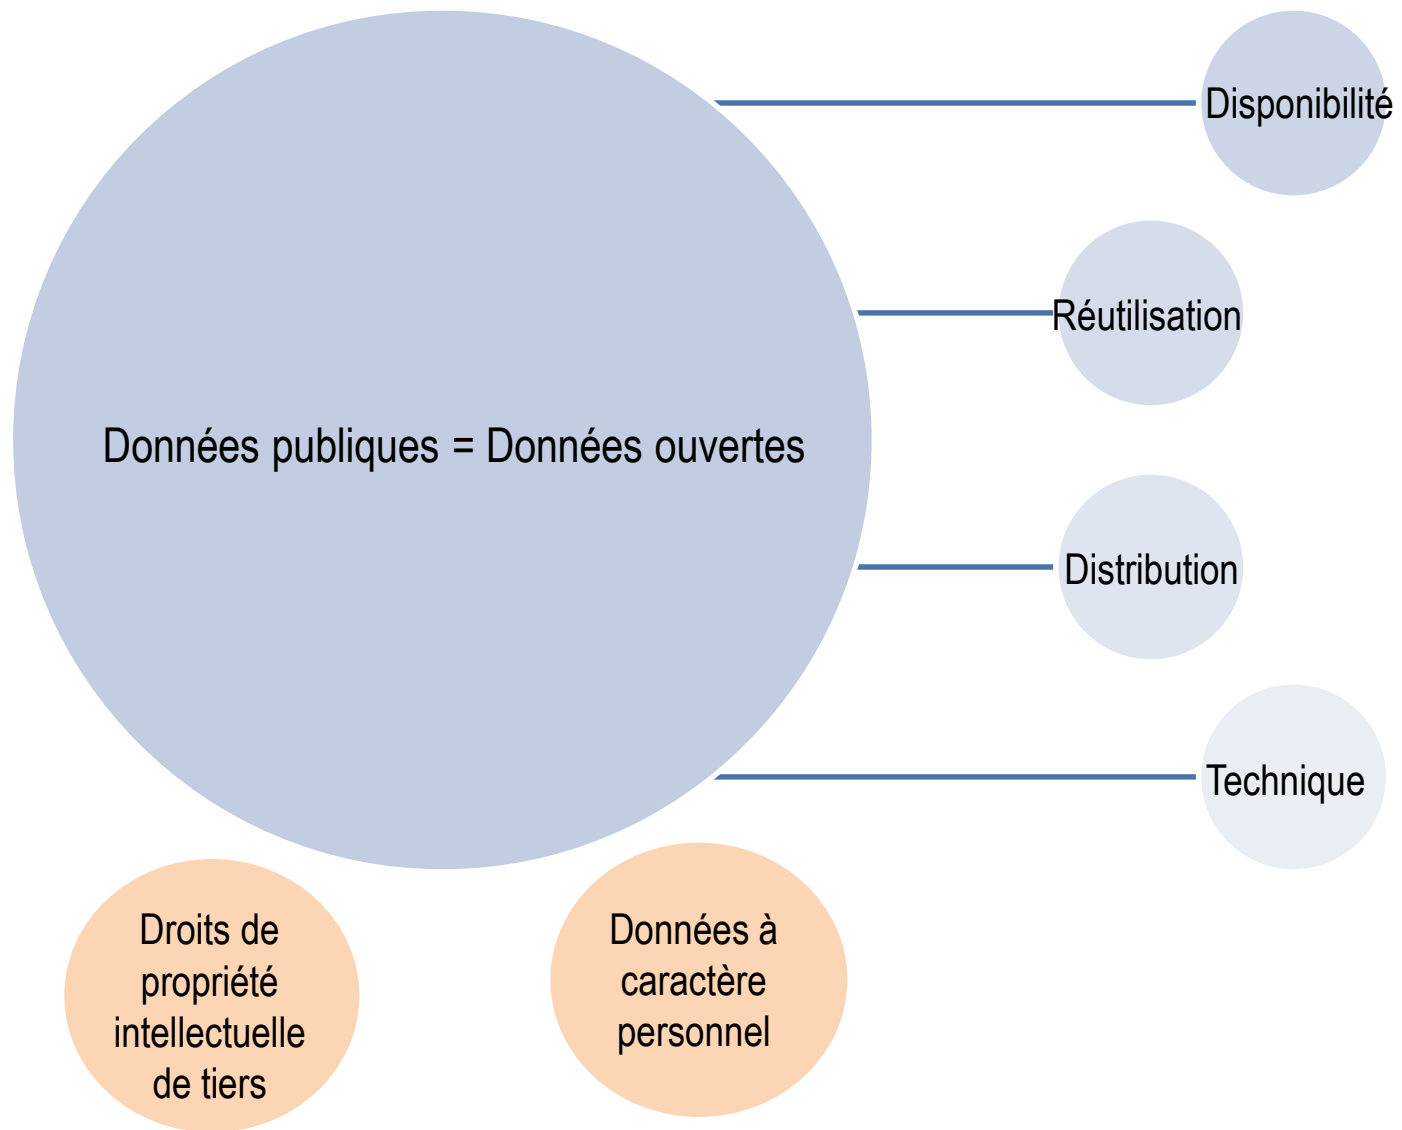 Disponibilité
Réutilisation
Données publiques = Données ouvertes
Distribution
Technique
Droits de
propriété
intellectuelle
de tiers
Données à
caractère
personnel